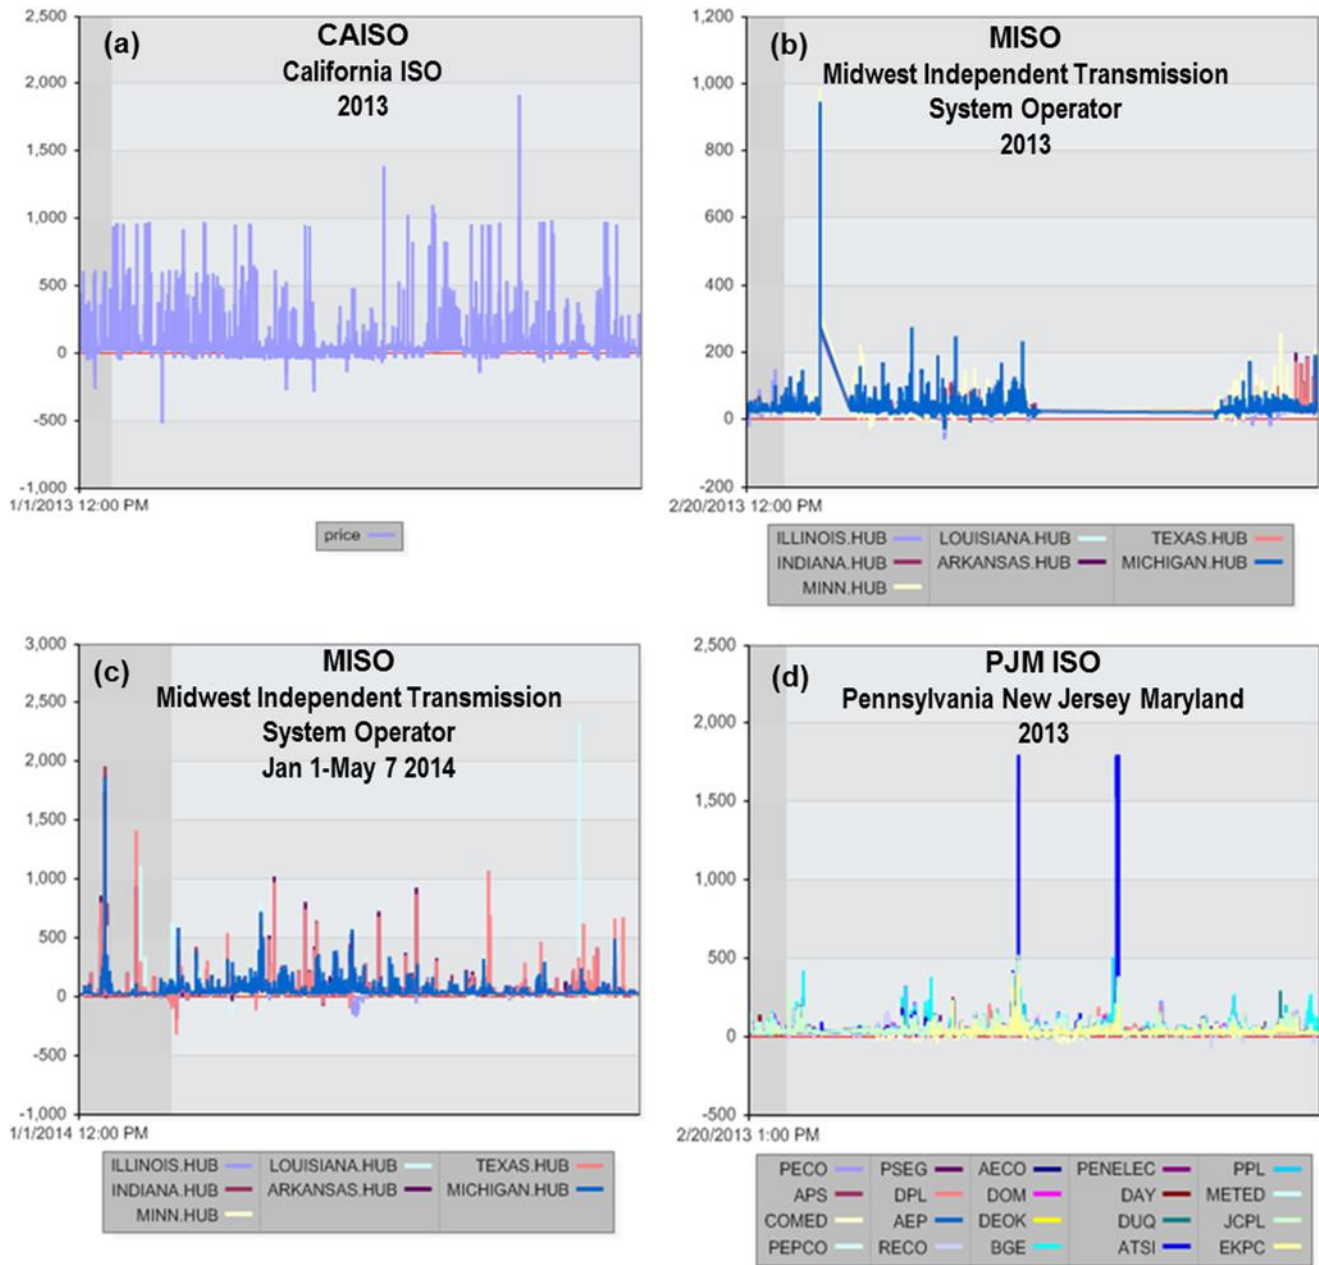 (a)
CAISO
California ISO
2013
2,500
2,000
1,500
1,000
500
0
-500
-1,000
1/1/2013 12:00 PM
price
(b)
MISO
Midwest Independent Transmission
System Operator
2013
1,200
1,000
800
600
400
200
0
-200
2/20/2013 12:00 PM
ILLINOIS.HUB LOUISIANA.HUB TEXAS.HUB
INDIANA.HUB ARKANSAS.HUB MICHIGAN.HUB
MINN.HUB
(c)
MISO
Midwest Independent Transmission
System Operator
Jan 1-May 7 2014
3,000
2,500
2,000
1,500
1,000
500
0
-500
-1,000
1/1/2014 12:00 PM
ILLINOIS.HUB LOUISIANA.HUB TEXAS.HUB
INDIANA.HUB ARKANSAS.HUB MICHIGAN.HUB
MINN.HUB
(d)
PJM ISO
Pennsylvania New Jersey Maryland
2013
2,500
2,000
1,500
1,000
500
0
-500
2/20/2013 1:00 PM
PECO PSEG AECO PENELEC PPL
APS DPL DOM DAY METED
COMED AEP DEOK DUQ JCPL
PEPCO RECO BGE ATSI EKPC